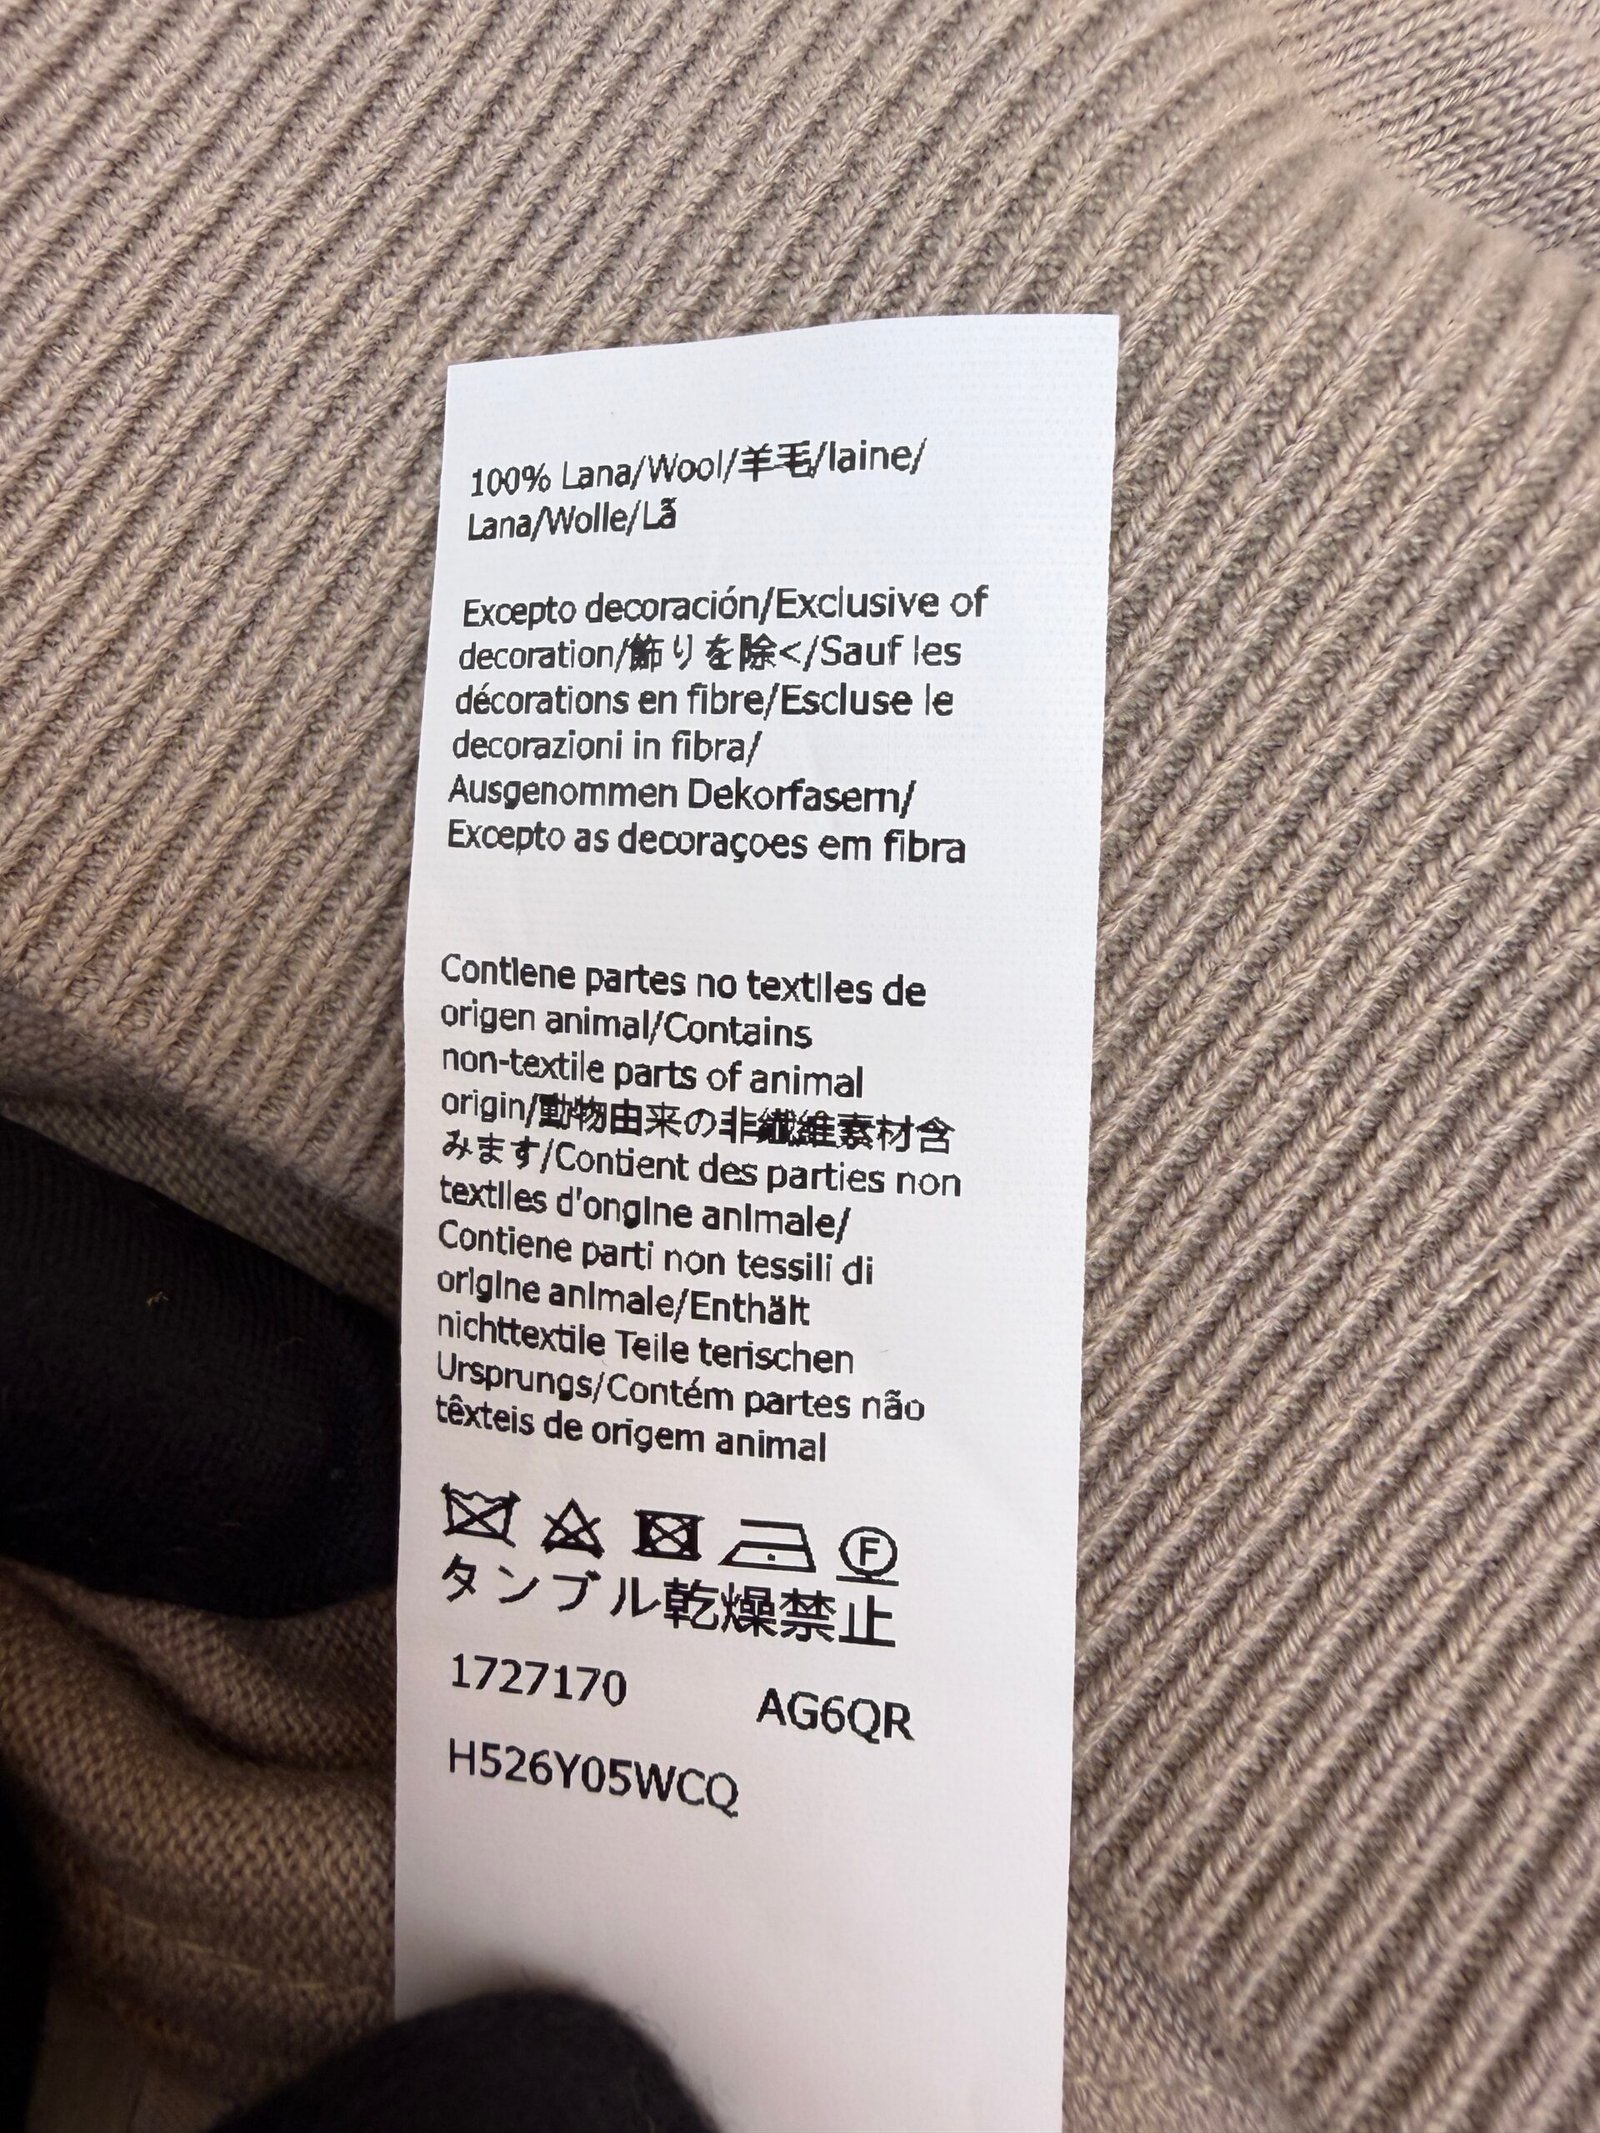 100% Lana/Wool/羊毛/laine/
Lana/Wolle/Lã
Excepto decoración/Exclusive of
decoration/飾りを除く/Sauf les
décorations en fibre/Escluse le
decorazioni in fibra/
Ausgenommen Dekorfasern/
Excepto as decoraçoes em fibra
Contiene partes no textiles de
origen animal/Contains
non-textile parts of animal
origin/動物由来の非繊維素材含
みます/Contient des parties non
textiles d'origine animale/
Contiene parti non tessili di
origine animale/Enthält
nichttextile Teile terischen
Ursprungs/Contém partes não
têxteis de origem animal
F
タンブル乾燥禁止
1727170 AG6QR
H526Y05WCQ